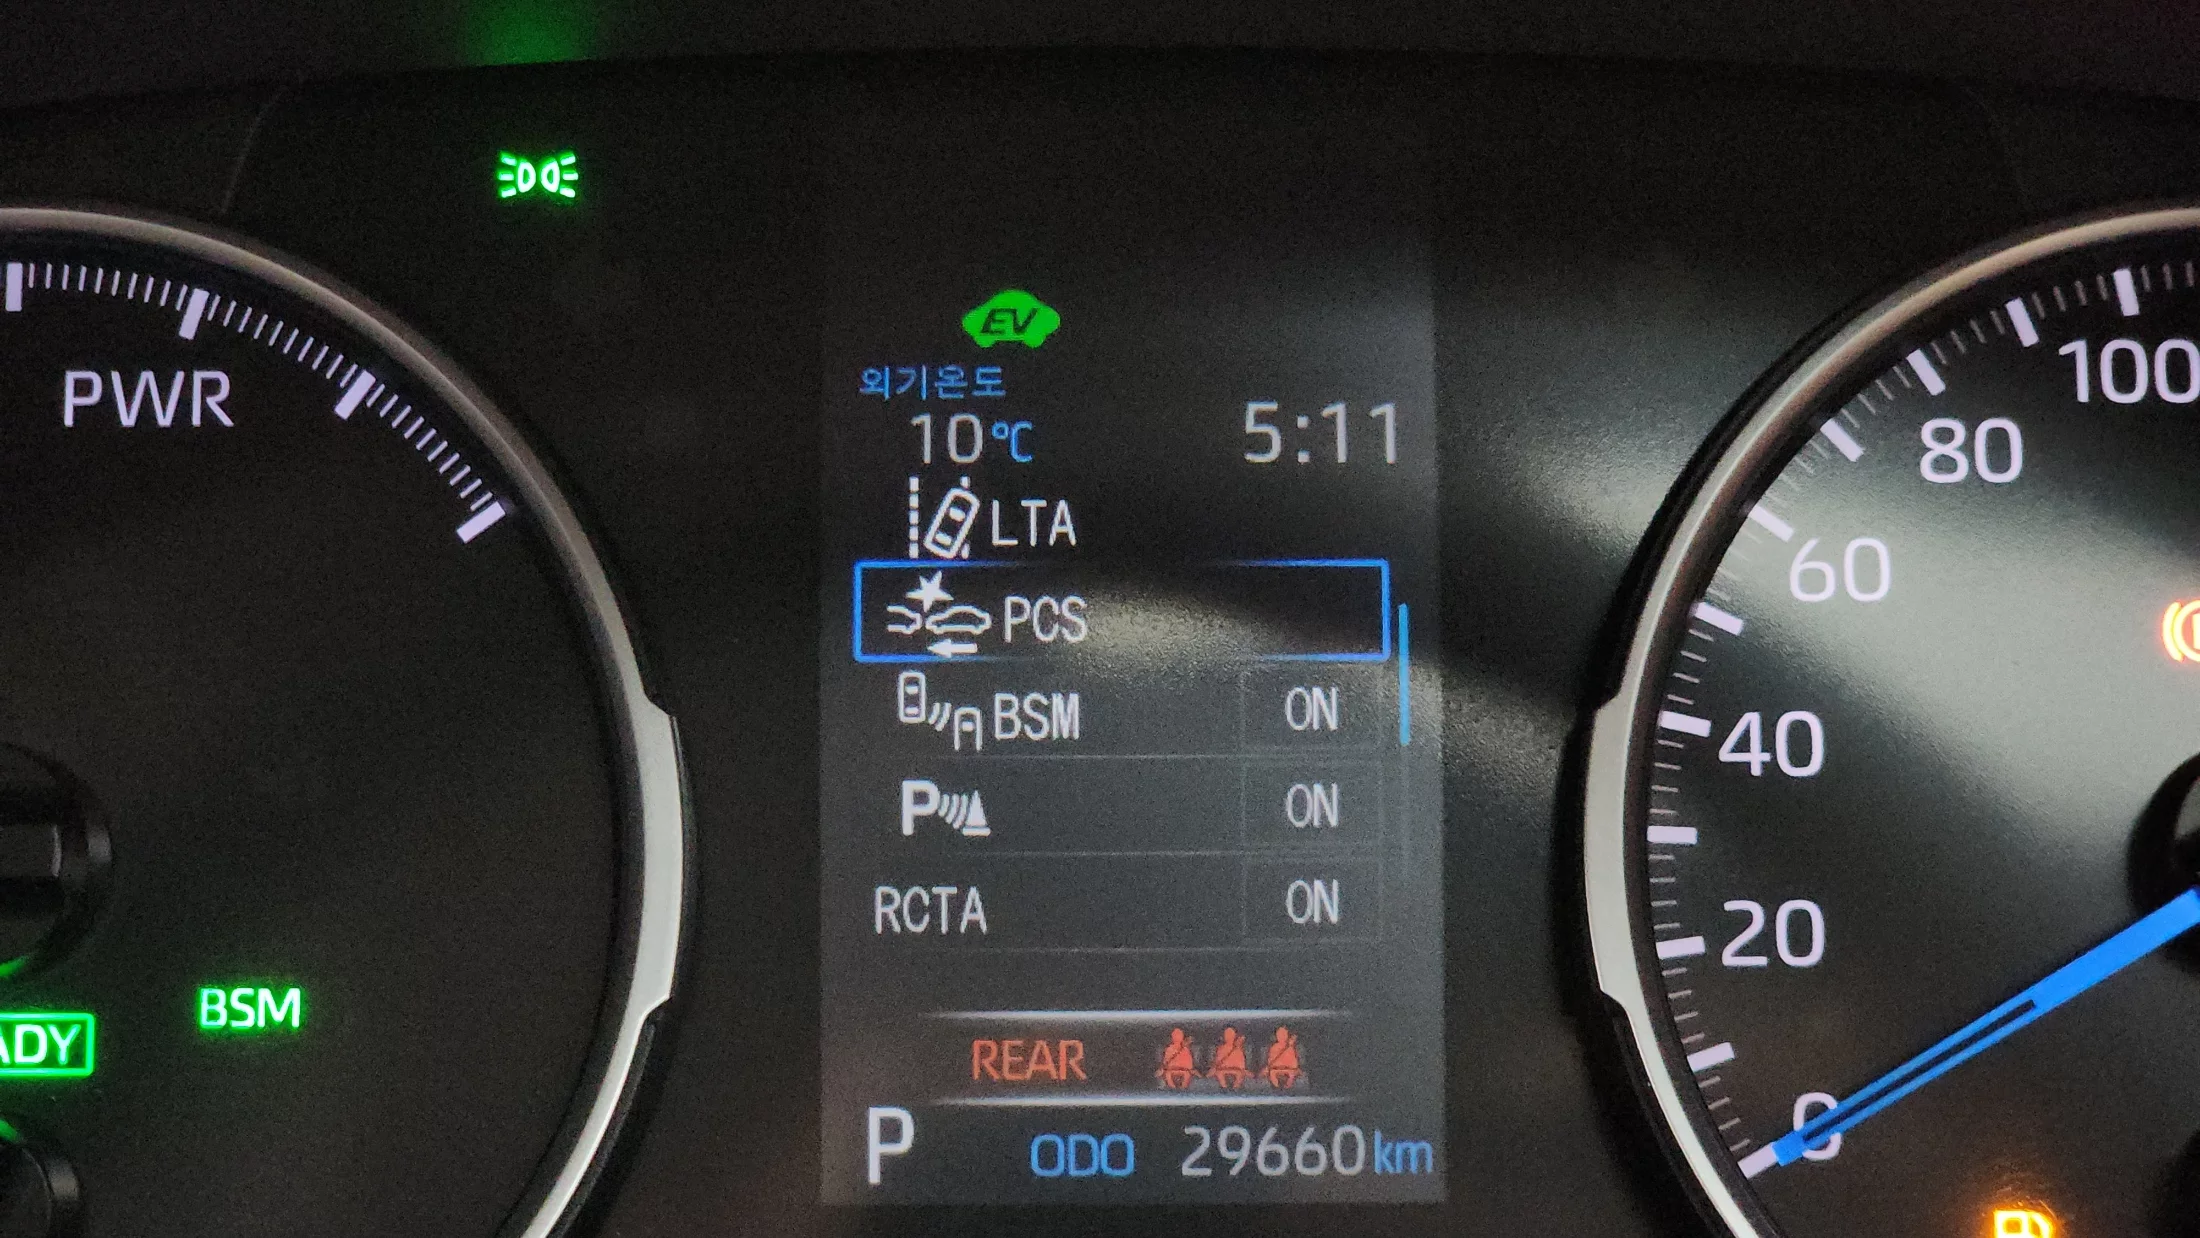 EV
외기온도
10°C 5:11
LTA
PCS
BSM ON
P ON
RCTA ON
REAR
P ODO 29660km
PWR
BSM
ADY
100
80
60
40
20
0